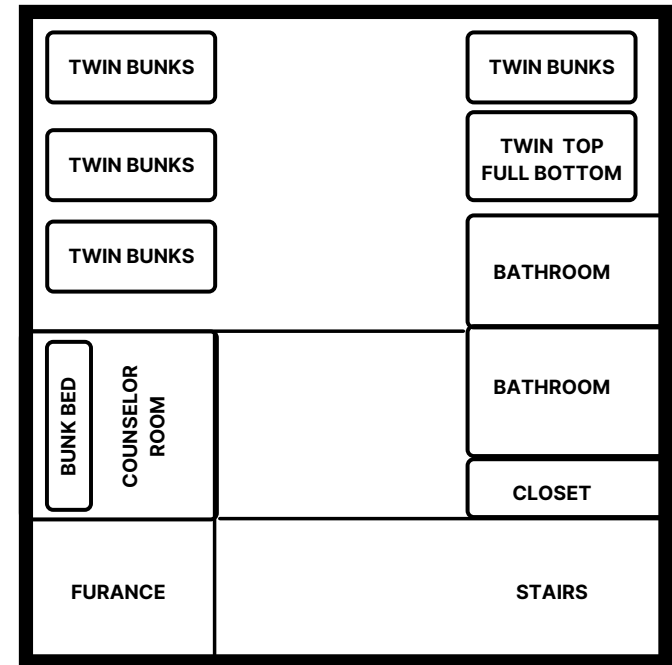 TWIN BUNKS
TWIN BUNKS
TWIN BUNKS
TWIN TOP
FULL BOTTOM
TWIN BUNKS
BATHROOM
BUNK BED
COUNSELOR
ROOM
BATHROOM
CLOSET
FURANCE
STAIRS